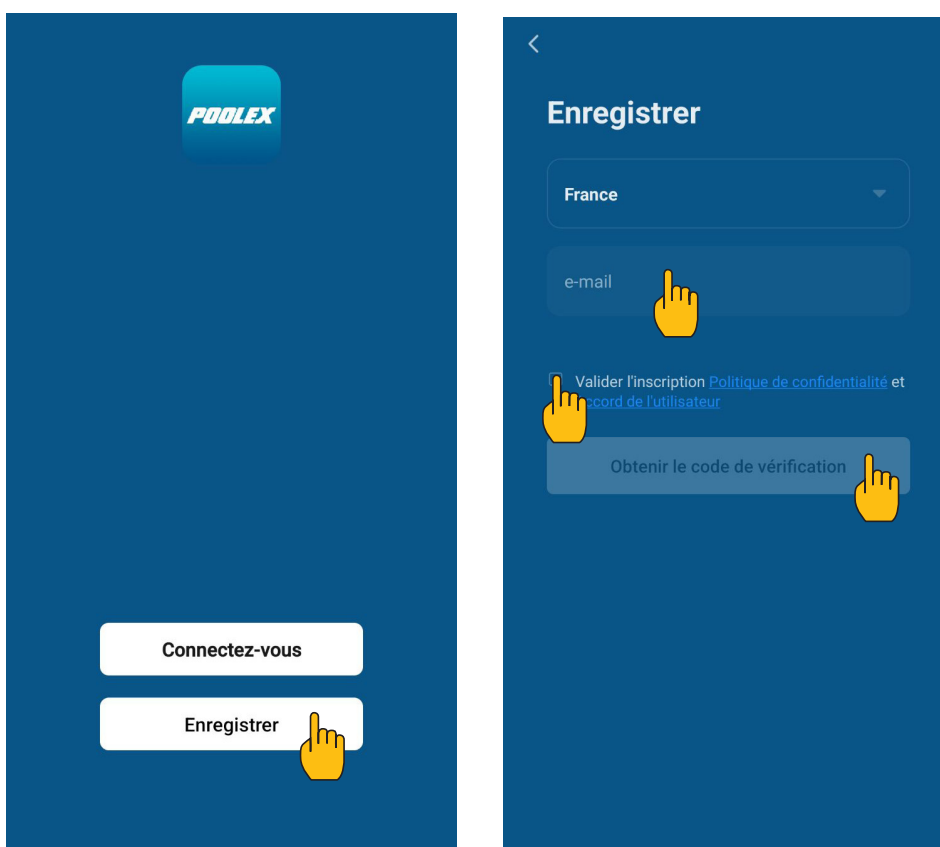 POOLEX
Connectez-vous
Enregistrer
Enregistrer
France
e-mail
Valider l'inscription Politique de confidentialité et
ccord de l'utilisateur
Obtenir le code de vérification